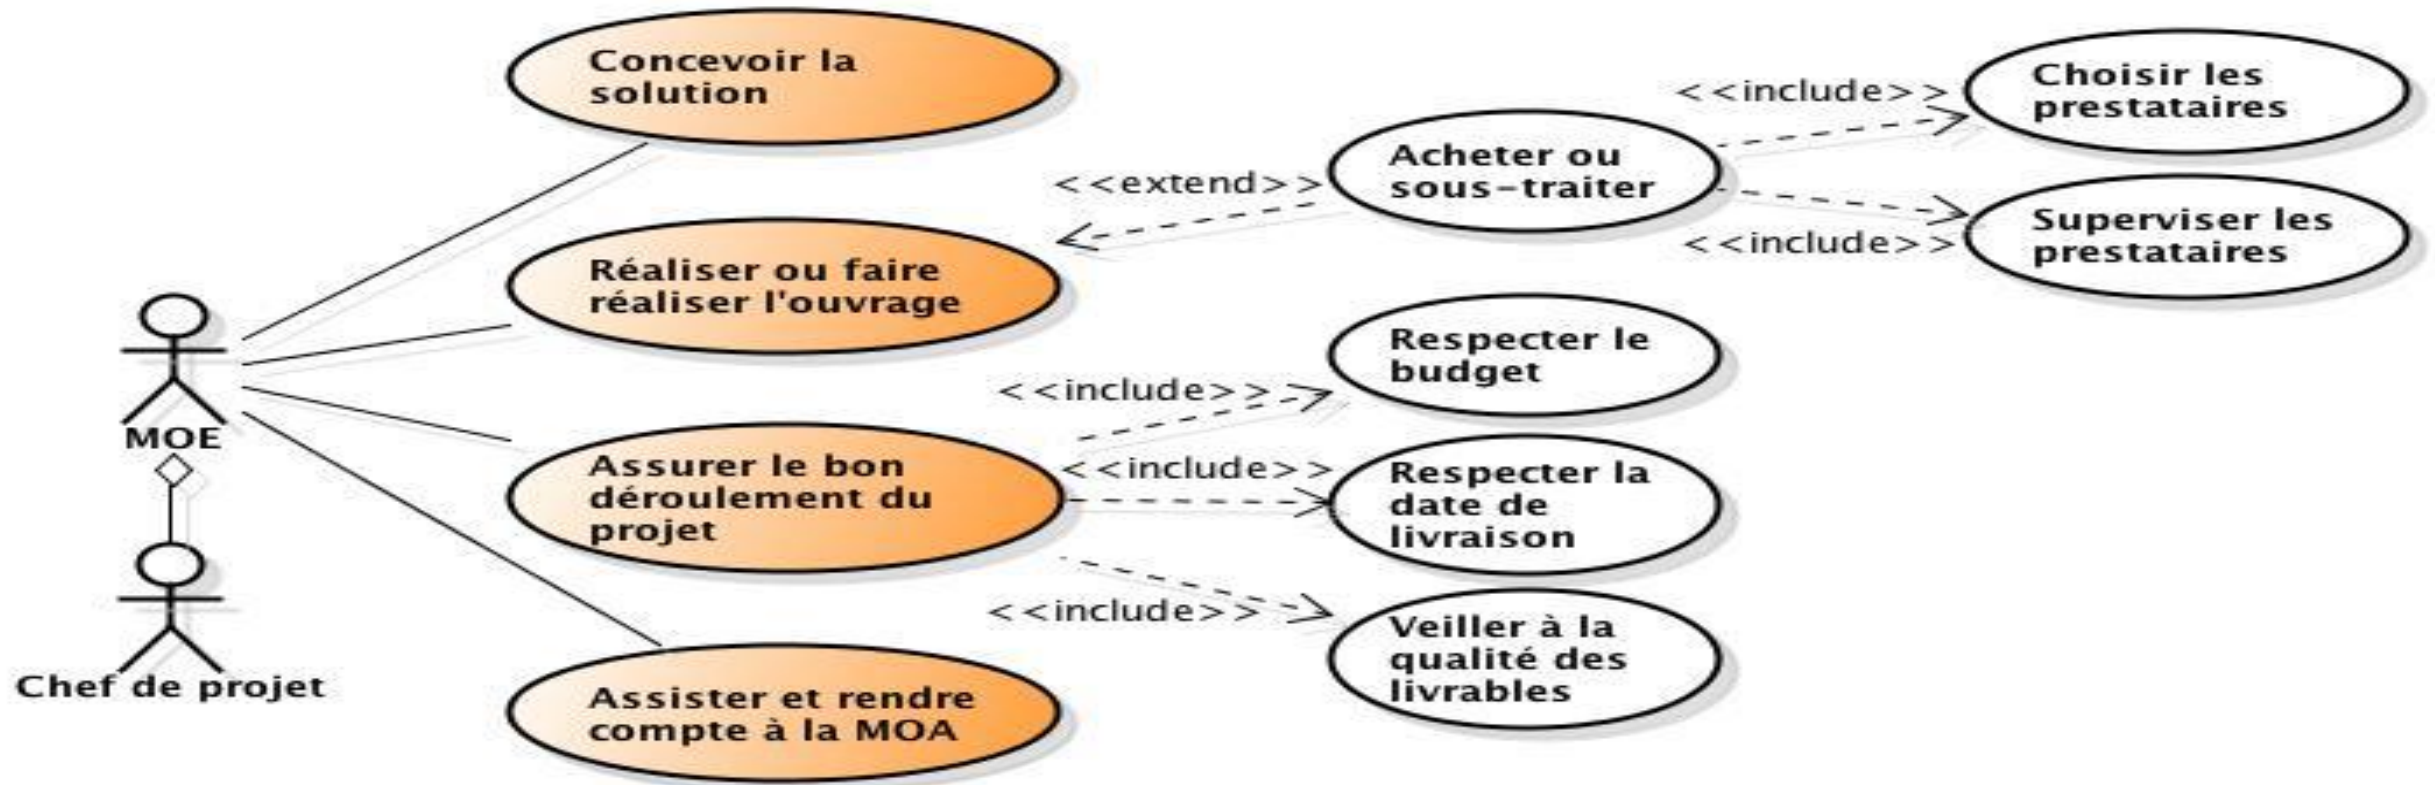 Concevoir la
solution
Réaliser ou faire
réaliser l'ouvrage
Assurer le bon
déroulement du
projet
Assister et rendre
compte à la MOA
MOE
Chef de projet
<<extend>>
Acheter ou
sous-traiter
<<include>>
Choisir les
prestataires
<<include>>
Superviser les
prestataires
<<include>>
Respecter le
budget
<<include>>
Respecter la
date de
livraison
<<include>>
Veiller à la
qualité des
livrables